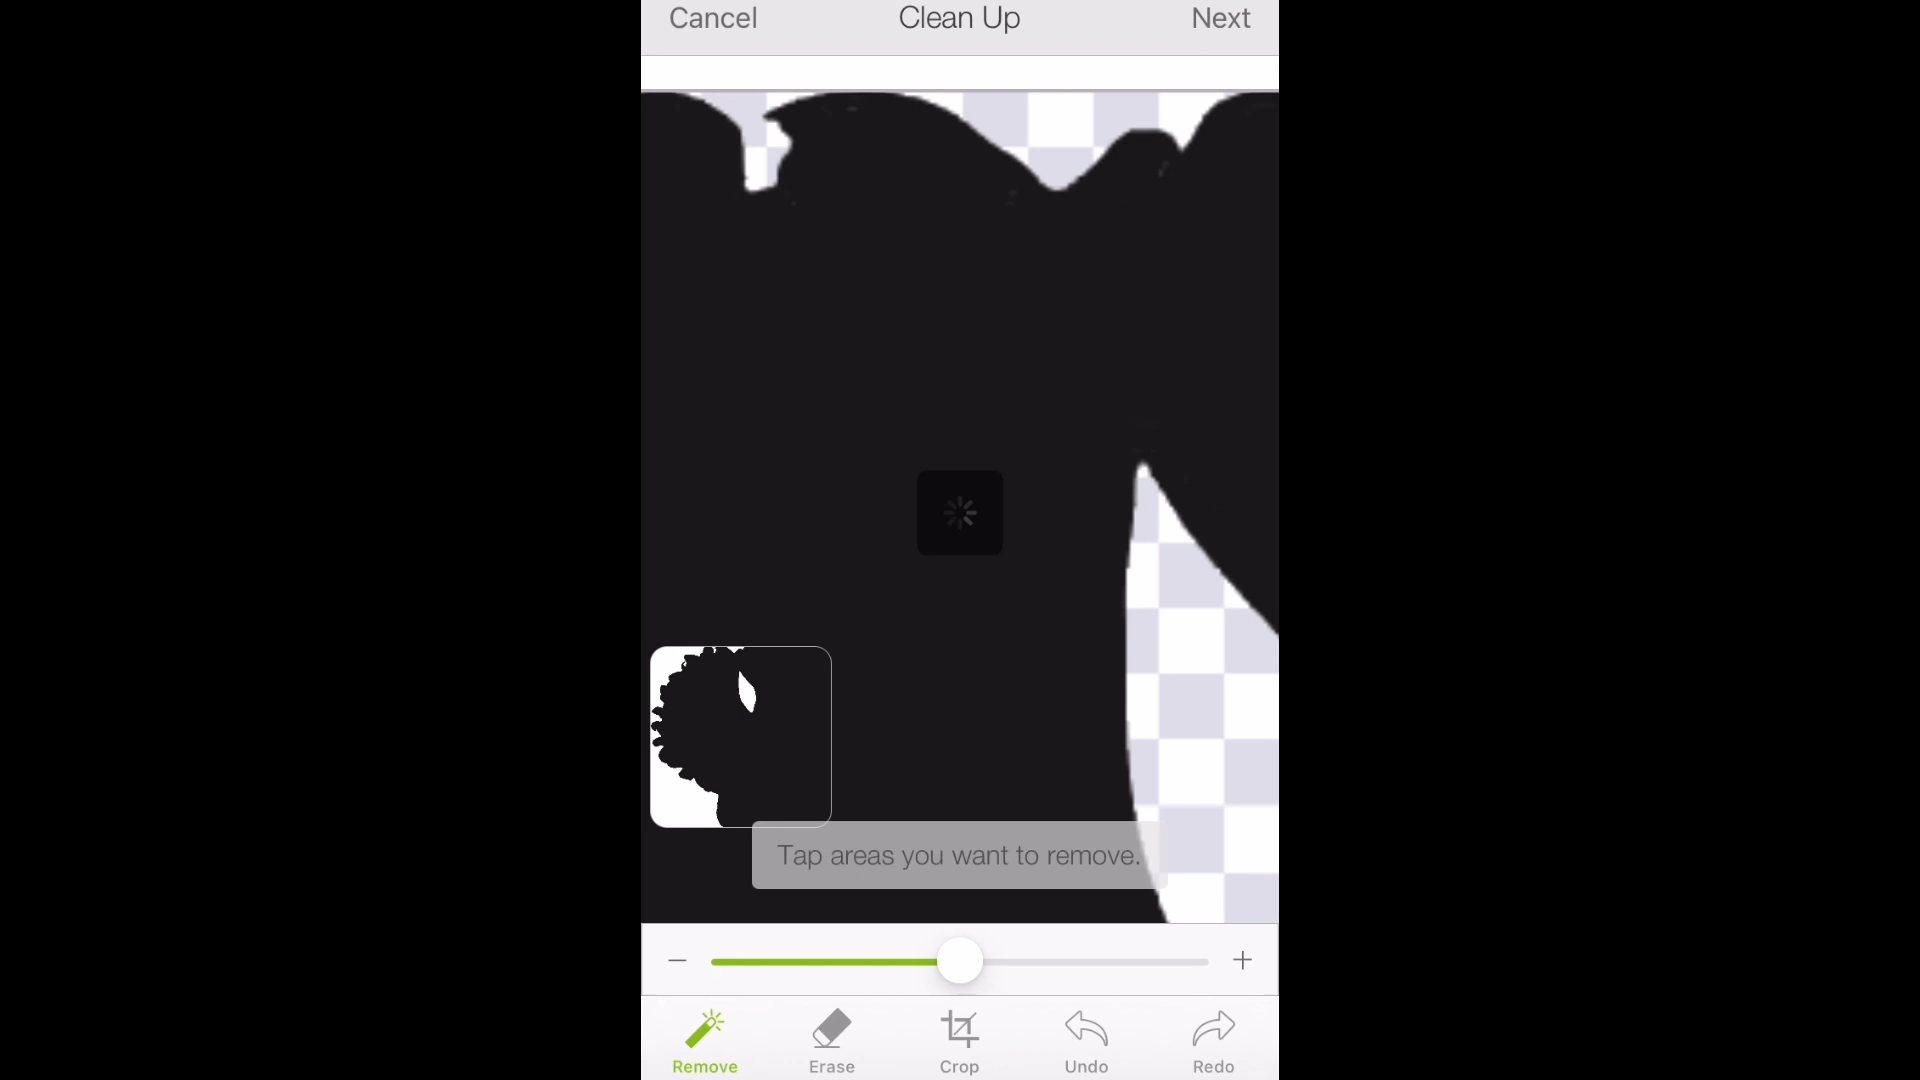 Cancel
Clean Up
Next
Tap areas you want to remove.
Remove
Erase
Crop
Undo
Redo